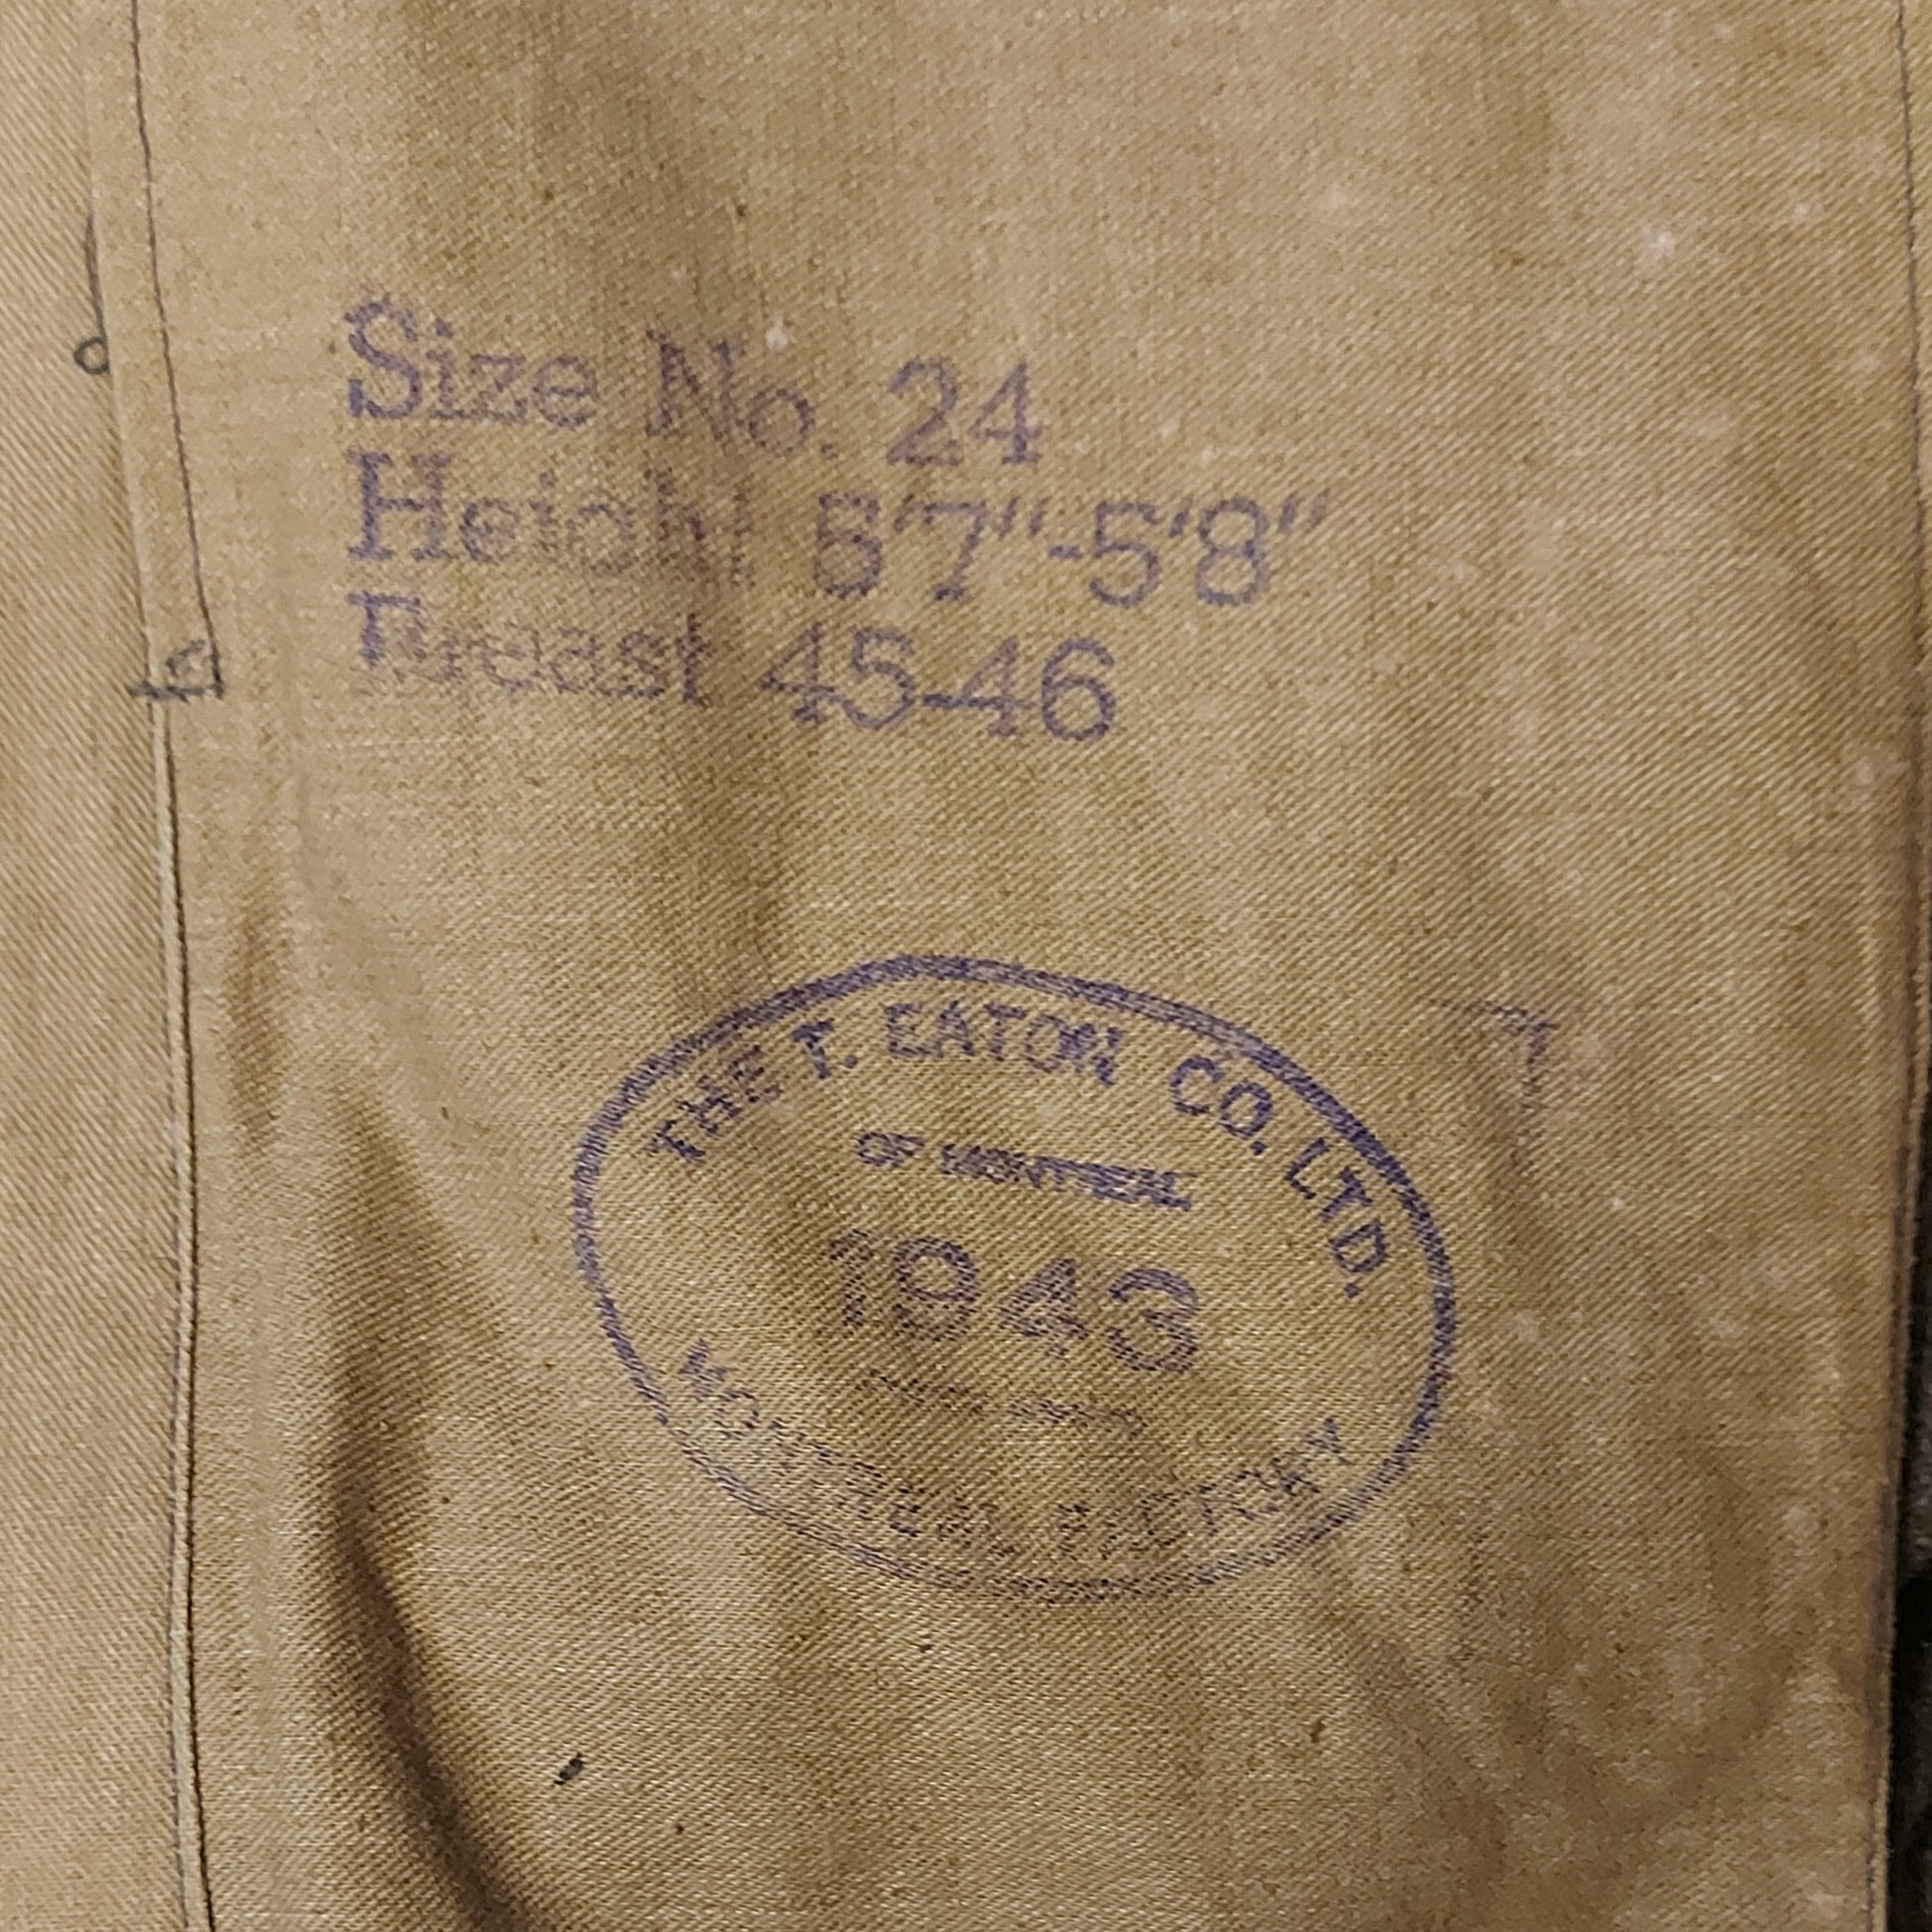 Size No. 24
Height 5'7"-5'8"
Breast 45-46
THE T. EATON CO. LTD.
OF MONTREAL
1943
MONTREAL FACTORY